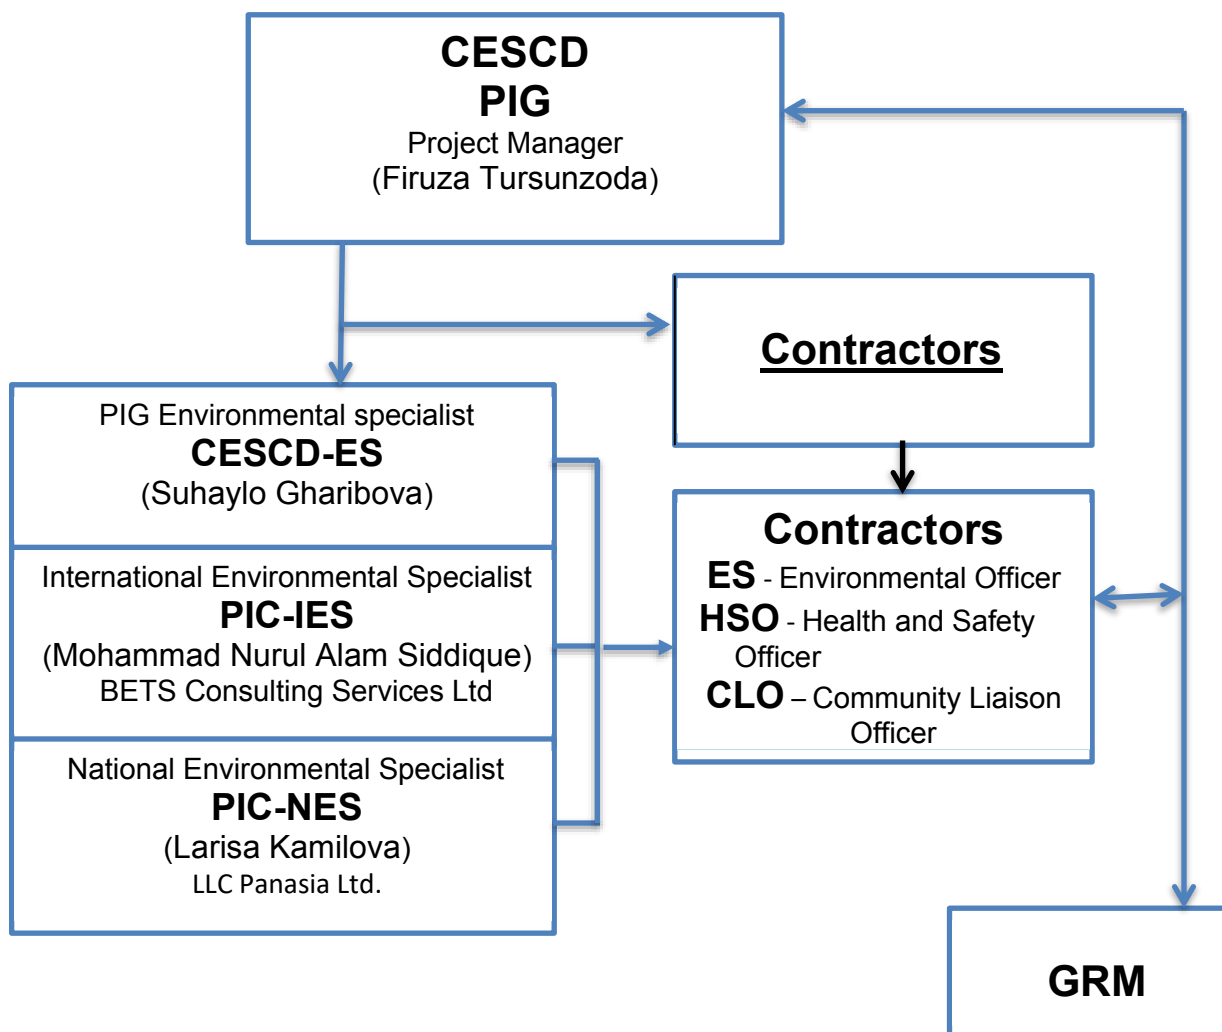 CESCD
PIG
Project Manager
(Firuza Tursunzoda)
Contractors
PIG Environmental specialist
CESCD-ES
(Suhaylo Gharibova)
International Environmental Specialist
PIC-IES
(Mohammad Nurul Alam Siddique)
BETS Consulting Services Ltd
National Environmental Specialist
PIC-NES
(Larisa Kamilova)
LLC Panasia Ltd.
Contractors
ES - Environmental Officer
HSO - Health and Safety
Officer
CLO – Community Liaison
Officer
GRM